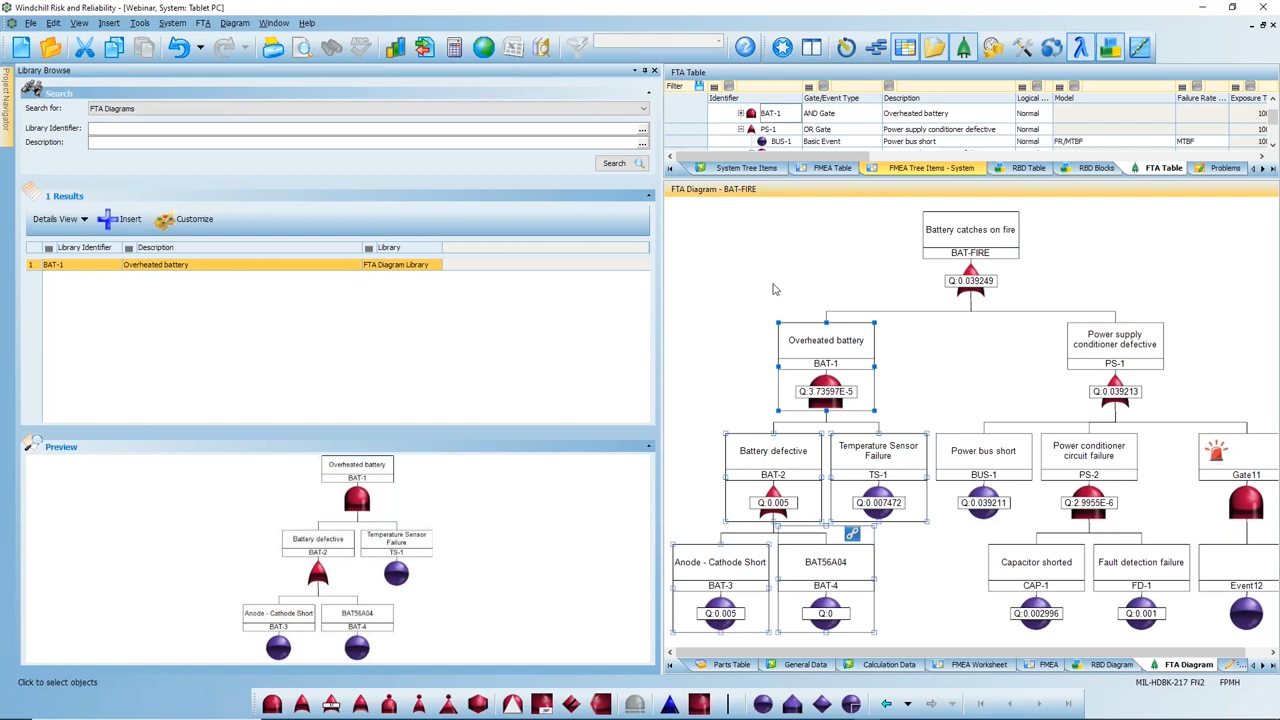 Windchill Risk and Reliability - [Webinar, System: Tablet PC]
File Edit View Insert Tools System FTA Diagram Window Help
Library Browse
Project Navigator
Search
Search for: FTA Diagrams
Library Identifier: ...
Description: ...
Search
1 Results
Details View Insert Customize
Library Identifier Description Library
1 BAT-1 Overheated battery FTA Diagram Library
Preview
Overheated battery
BAT-1
Battery defective
BAT-2
Temperature Sensor
Failure
TS-1
Anode - Cathode Short
BAT-3
BAT56A04
BAT-4
FTA Table
Filter
Identifier Gate/Event Type Description Logical ... Model Failure Rate ... Exposure T
BAT-1 AND Gate Overheated battery Normal 100
PS-1 OR Gate Power supply conditioner defective Normal 100
BUS-1 Basic Event Power bus short Normal FR/MTBF MTBF 100
System Tree Items FMEA Table FMEA Tree Items - System RBD Table RBD Blocks FTA Table Problems
FTA Diagram - BAT-FIRE
Battery catches on fire
BAT-FIRE
Q:0.039249
Overheated battery
BAT-1
Q:3.73597E-5
Power supply
conditioner defective
PS-1
Q:0.039213
Battery defective
BAT-2
Q:0.005
Temperature Sensor
Failure
TS-1
Q:0.007472
Power bus short
BUS-1
Q:0.039211
Power conditioner
circuit failure
PS-2
Q:2.9955E-6
Gate11
Anode - Cathode Short
BAT-3
Q:0.005
BAT56A04
BAT-4
Q:0
Capacitor shorted
CAP-1
Q:0.002996
Fault detection failure
FD-1
Q:0.001
Event12
Parts Table General Data Calculation Data FMEA Worksheet FMEA RBD Diagram FTA Diagram
Click to select objects
MIL-HDBK-217 FN2 FPMH